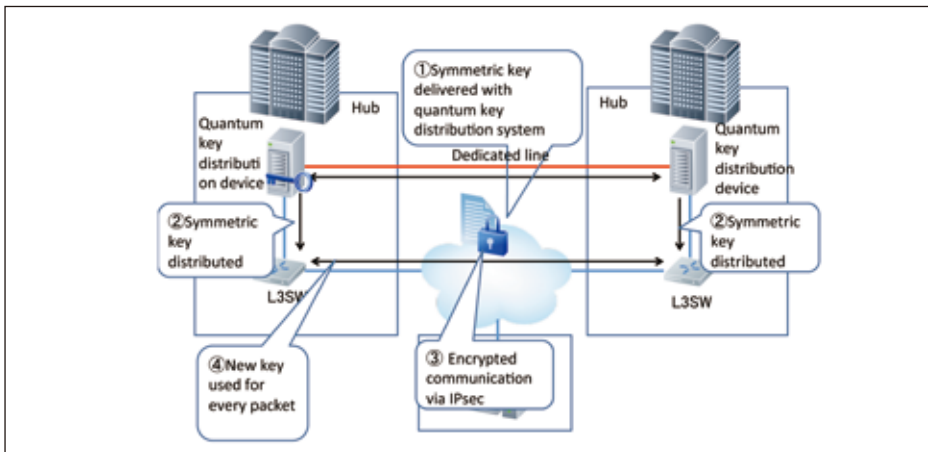 ①Symmetric key
delivered with
quantum key
distribution system
Hub
Hub
Quantum
key
distributi
on device
Dedicated line
Quantum
key
distribution
device
②Symmetric
key
distributed
②Symmetric
key
distributed
L3SW
L3SW
④New key
used for
every packet
③ Encrypted
communication
via IPsec